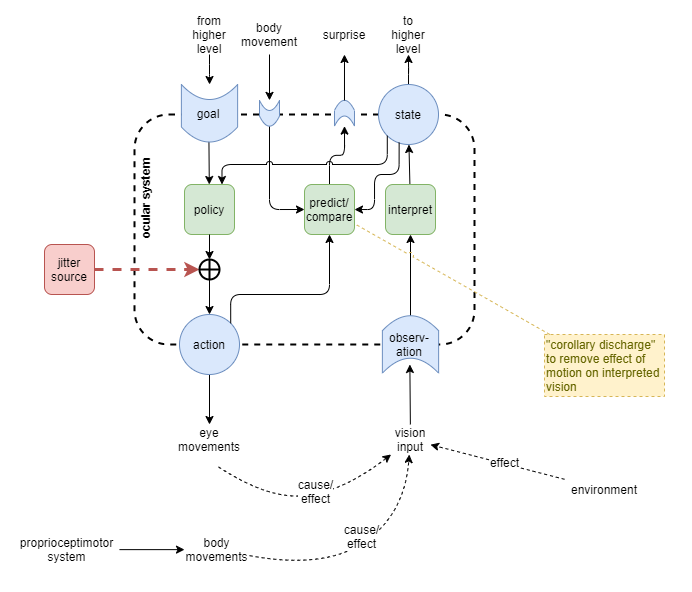 from
higher
level
body
movement
surprise
to
higher
level
goal
state
ocular system
policy
predict/
compare
interpret
jitter
source
action
observ-
ation
"corollary discharge"
to remove effect of
motion on interpreted
vision
eye
movements
vision
input
effect
environment
cause/
effect
cause/
effect
proprioceptimotor
system
body
movements